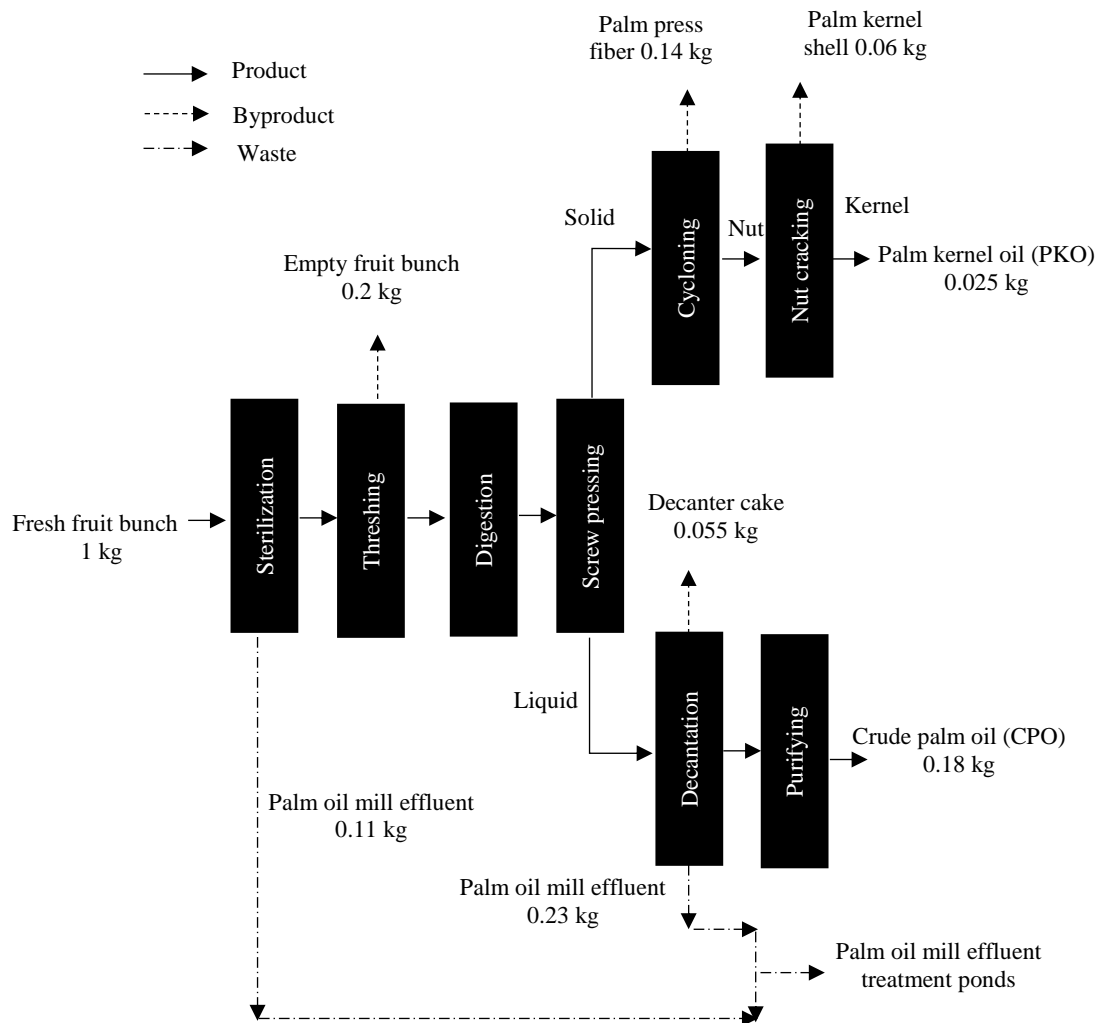 Palm press
fiber 0.14 kg
Palm kernel
shell 0.06 kg
Product
Byproduct
Waste
Solid
Cycloning
Nut
Nut cracking
Kernel
Palm kernel oil (PKO)
0.025 kg
Empty fruit bunch
0.2 kg
Fresh fruit bunch
1 kg
Sterilization
Threshing
Digestion
Screw pressing
Decanter cake
0.055 kg
Liquid
Decantation
Purifying
Crude palm oil (CPO)
0.18 kg
Palm oil mill effluent
0.11 kg
Palm oil mill effluent
0.23 kg
Palm oil mill effluent
treatment ponds